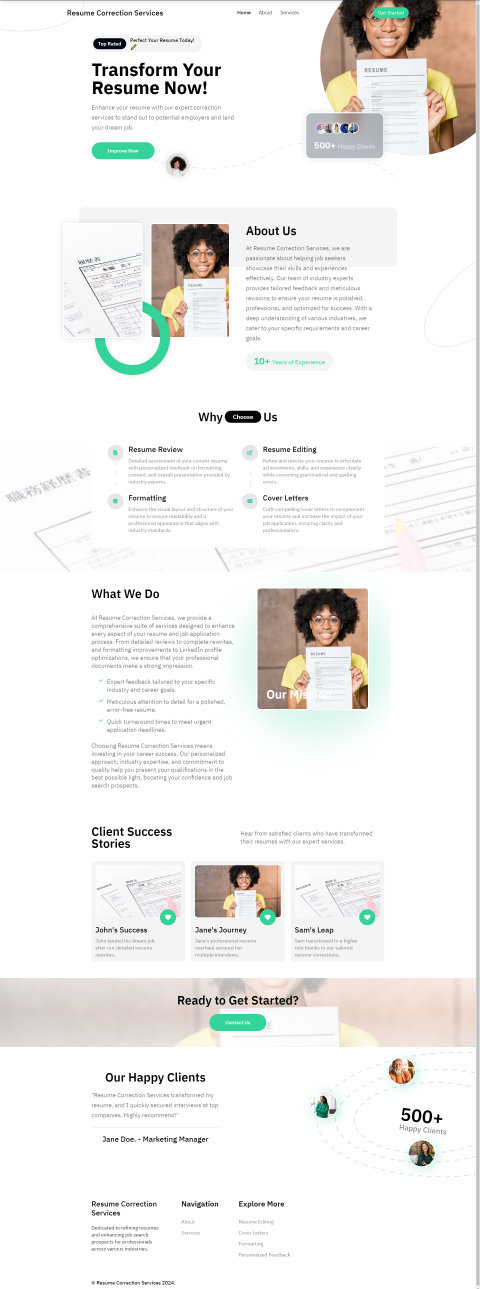 Resume Correction Services
Home About Services
Get Started
Top Rated
Perfect Your Resume Today!
Transform Your
Resume Now!
Enhance your resume with our expert correction
services to stand out to potential employers and land
your dream job.
Improve Now
RESUME
500+ Happy Clients
About Us
At Resume Correction Services, we are
passionate about helping job seekers
showcase their skills and experiences
effectively. Our team of industry experts
provides tailored feedback and meticulous
revisions to ensure your resume is polished,
professional, and optimized for success. With a
deep understanding of various industries, we
cater to your specific requirements and career
goals.
10+ Years of Experience
Why Choose Us
Resume Review
Detailed assessment of your current resume
with personalized feedback on formatting,
content, and overall presentation provided by
industry experts.
Resume Editing
Refine and rewrite your resume to articulate
achievements, skills, and experience clearly
while correcting grammatical and spelling
errors.
Formatting
Enhance the visual layout and structure of your
resume to ensure readability and a
professional appearance that aligns with
industry standards.
Cover Letters
Craft compelling cover letters to complement
your resume and increase the impact of your
job application, ensuring clarity and
professionalism.
職務経歴書
What We Do
At Resume Correction Services, we provide a
comprehensive suite of services designed to enhance
every aspect of your resume and job application
process. From detailed reviews to complete rewrites,
and formatting improvements to LinkedIn profile
optimizations, we ensure that your professional
documents make a strong impression.
Expert feedback tailored to your specific
industry and career goals.
Meticulous attention to detail for a polished,
error-free resume.
Quick turnaround times to meet urgent
application deadlines.
Choosing Resume Correction Services means
investing in your career success. Our personalized
approach, industry expertise, and commitment to
quality help you present your qualifications in the
best possible light, boosting your confidence and job
search prospects.
RESUME
Our Mission
Client Success
Stories
Hear from satisfied clients who have transformed
their resumes with our expert services.
John's Success
John landed his dream job
after our detailed resume
rewrites.
Jane's Journey
Jane's professional resume
overhaul secured her
multiple interviews.
Sam's Leap
Sam transitioned to a higher
role thanks to our tailored
resume corrections.
Ready to Get Started?
Contact Us
Our Happy Clients
"Resume Correction Services transformed my
resume, and I quickly secured interviews at top
companies. Highly recommend!"
Jane Doe. - Marketing Manager
500+
Happy Clients
Resume Correction
Services
Dedicated to refining resumes
and enhancing job search
prospects for professionals
across various industries.
Navigation
About
Services
Explore More
Resume Editing
Cover Letters
Formatting
Personalized Feedback
© Resume Correction Services 2024.